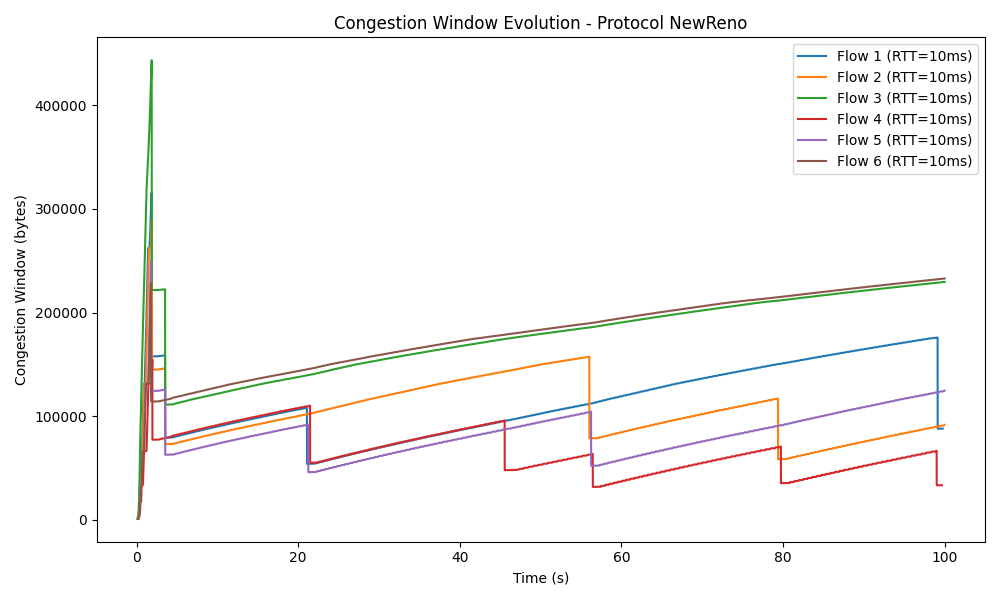 Congestion Window Evolution - Protocol NewReno
Flow 1 (RTT=10ms)
Flow 2 (RTT=10ms)
Flow 3 (RTT=10ms)
Flow 4 (RTT=10ms)
Flow 5 (RTT=10ms)
Flow 6 (RTT=10ms)
Congestion Window (bytes)
400000
300000
200000
100000
0
0 20 40 60 80 100
Time (s)